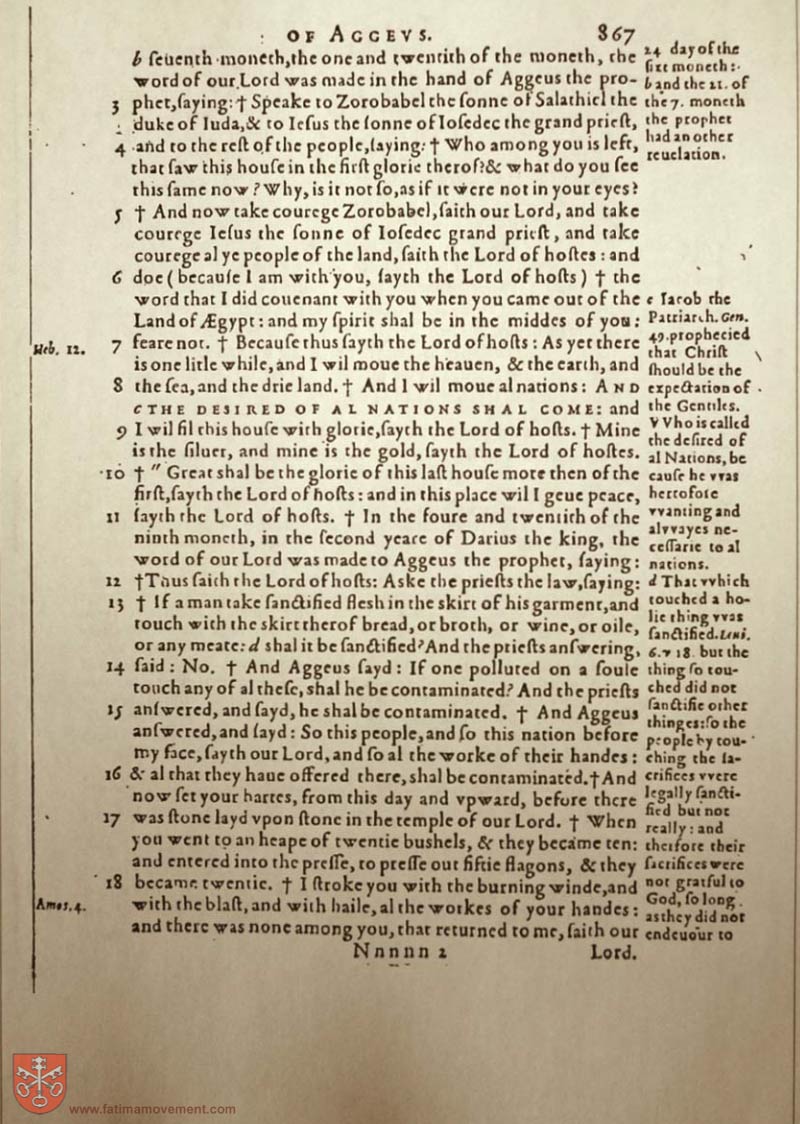 OF AGGEVS. 867
b ſeuenth moneth, the one and twentith of the moneth, the
word of our Lord was made in the hand of Aggeus the pro-
3 phet, ſaying: † Speake to Zorobabel the ſonne of Salathiel the
duke of Iuda, & to Ieſus the ſonne of Ioſedec the grand prieſt,
4 and to the reſt of the people, ſaying: † Who among you is left,
that ſaw this houſe in the firſt glorie therof? & what do you ſee
this ſame now? Why, is it not ſo, as if it were not in your eyes?
5 † And now take courege Zorobabel, ſaith our Lord, and take
courege Ieſus the ſonne of Ioſedec grand prieſt, and take
courege al ye people of the land, ſaith the Lord of hoſtes: and
6 doe (becauſe I am with you, ſayth the Lord of hoſts) † the
word that I did couenant with you when you came out of the
Land of Ægypt: and my ſpirit shal be in the middes of you:
7 feare not. † Becauſe thus ſayth the Lord of hoſts: As yet there
is one litle while, and I wil moue the heauen, & the earth, and
8 the ſea, and the drie land. † And I wil moue al nations: AND
c THE DESIRED OF AL NATIONS SHAL COME: and
9 I wil fil this houſe with glorie, ſayth the Lord of hoſts. † Mine
is the ſiluer, and mine is the gold, ſayth the Lord of hoſtes.
10 † " Great shal be the glorie of this laſt houſe more then of the
firſt, ſayth the Lord of hoſts: and in this place wil I geue peace,
11 ſayth the Lord of hoſts. † In the foure and twentith of the
ninth moneth, in the ſecond yeare of Darius the king, the
word of our Lord was made to Aggeus the prophet, ſaying:
12 † Thus ſaith the Lord of hoſts: Aske the prieſts the law, ſaying:
13 † If a man take ſanctified fleſh in the skirt of his garment, and
touch with the skirt therof bread, or broth, or wine, or oile,
or any meate: d shal it be ſanctified? And the prieſts anſwering,
14 ſaid: No. † And Aggeus ſayd: If one polluted on a ſoule
touch any of al theſe, shal he be contaminated? And the prieſts
15 anſwered, and ſayd, he shal be contaminated. † And Aggeus
anſwered, and ſayd: So this people, and ſo this nation before
my face, ſayth our Lord, and ſo al the worke of their handes:
16 & al that they haue offered there, shal be contaminated. † And
now ſet your hartes, from this day and vpward, before there
17 was ſtone layd vpon ſtone in the temple of our Lord. † When
you went to an heape of twentie bushels, & they became ten:
and entered into the preſſe, to preſſe out fiftie flagons, & they
18 became twentie. † I ſtroke you with the burning winde, and
with the blaſt, and with haile, al the workes of your handes:
and there was none among you, that returned to me, ſaith our
Nnnnn 2 Lord.
Heb. 12.
Amos. 4.
24 day of the
ſixt moneth:
b and the 21. of
the 7. moneth
the prophet
had an other
reuelation.
c Iacob the
Patriarch. Gen.
49. prophecied
that Chriſt
ſhould be the
expectation of
the Gentiles.
VVho is called
the deſired of
al Nations, be
cauſe he vvas
hertofote
vvanting and
alvvayes ne-
ceſſarie to al
nations.
d That vvhich
touched a ho-
lie thing vvas
ſanctified. Leui.
6. v 18. but the
thing ſo tou-
ched did not
ſanctifie other
thinges: ſo the
people by tou-
ching the ſa-
crifices vvere
legally ſancti-
fied but not
really: and
therfore their
ſacrifices were
not gratful to
God, ſo long
as they did not
endeuour to
www.fatimamovement.com